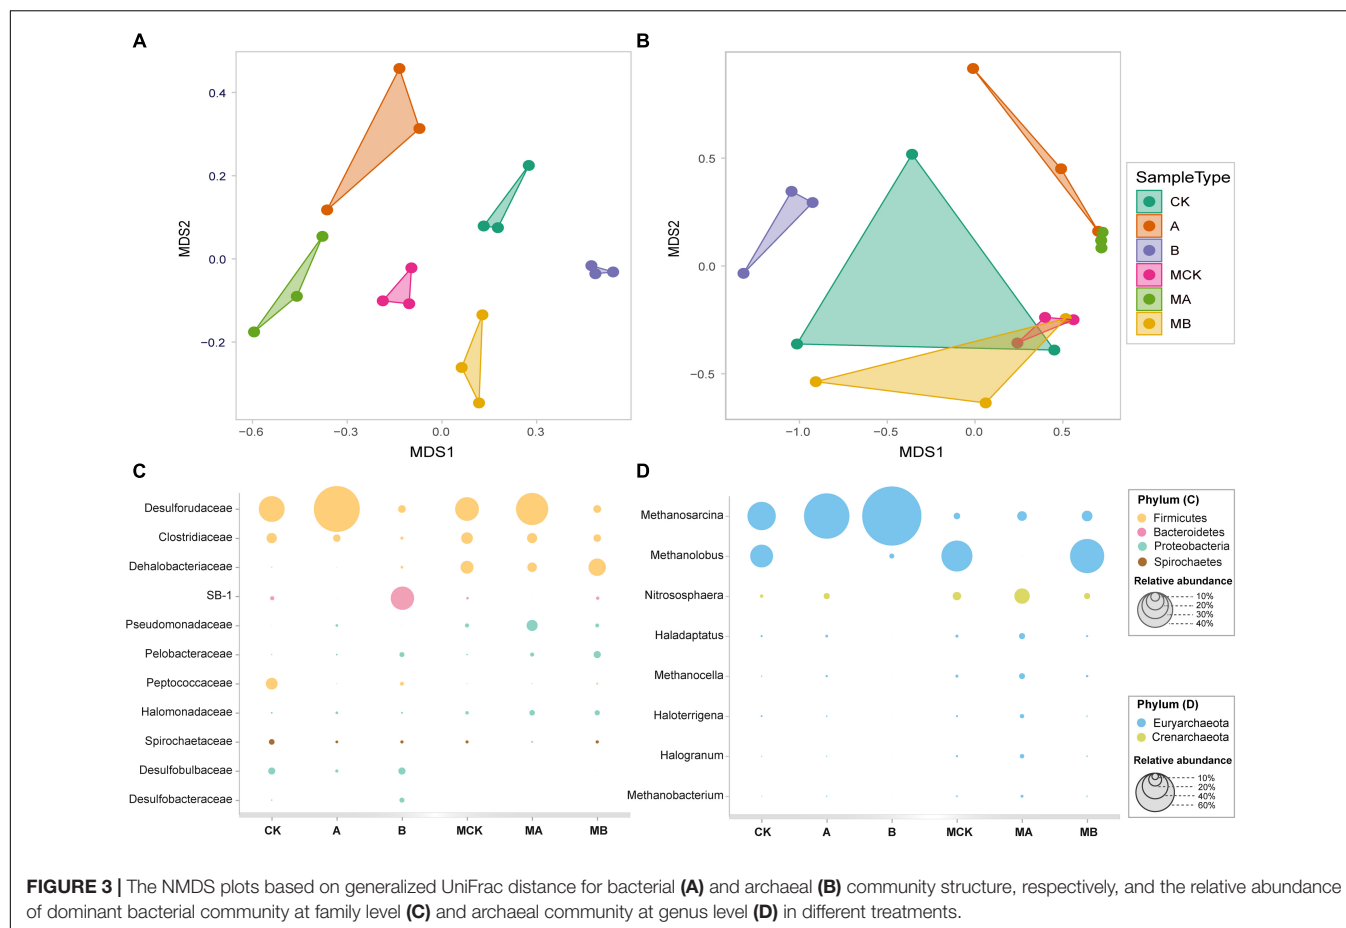 A
B
0.4
0.2
0.0
−0.2
MDS2
−0.6
−0.3
0.0
0.3
MDS1
0.5
0.0
−0.5
MDS2
−1.0
−0.5
0.0
0.5
MDS1
SampleType
CK
A
B
MCK
MA
MB
C
Desulforudaceae
Clostridiaceae
Dehalobacteriaceae
SB-1
Pseudomonadaceae
Pelobacteraceae
Peptococcaceae
Halomonadaceae
Spirochaetaceae
Desulfobulbaceae
Desulfobacteraceae
CK A B MCK MA MB
D
Methanosarcina
Methanolobus
Nitrososphaera
Haladaptatus
Methanocella
Haloterrigena
Halogranum
Methanobacterium
CK A B MCK MA MB
Phylum (C)
Firmicutes
Bacteroidetes
Proteobacteria
Spirochaetes
Relative abundance
10%
20%
30%
40%
Phylum (D)
Euryarchaeota
Crenarchaeota
Relative abundance
10%
20%
40%
60%
FIGURE 3 | The NMDS plots based on generalized UniFrac distance for bacterial (A) and archaeal (B) community structure, respectively, and the relative abundance
of dominant bacterial community at family level (C) and archaeal community at genus level (D) in different treatments.